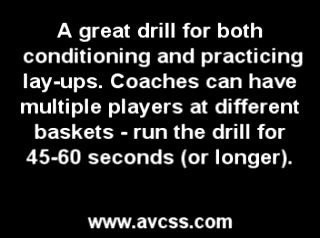 A great drill for both
conditioning and practicing
lay-ups. Coaches can have
multiple players at different
baskets - run the drill for
45-60 seconds (or longer).
www.avcss.com